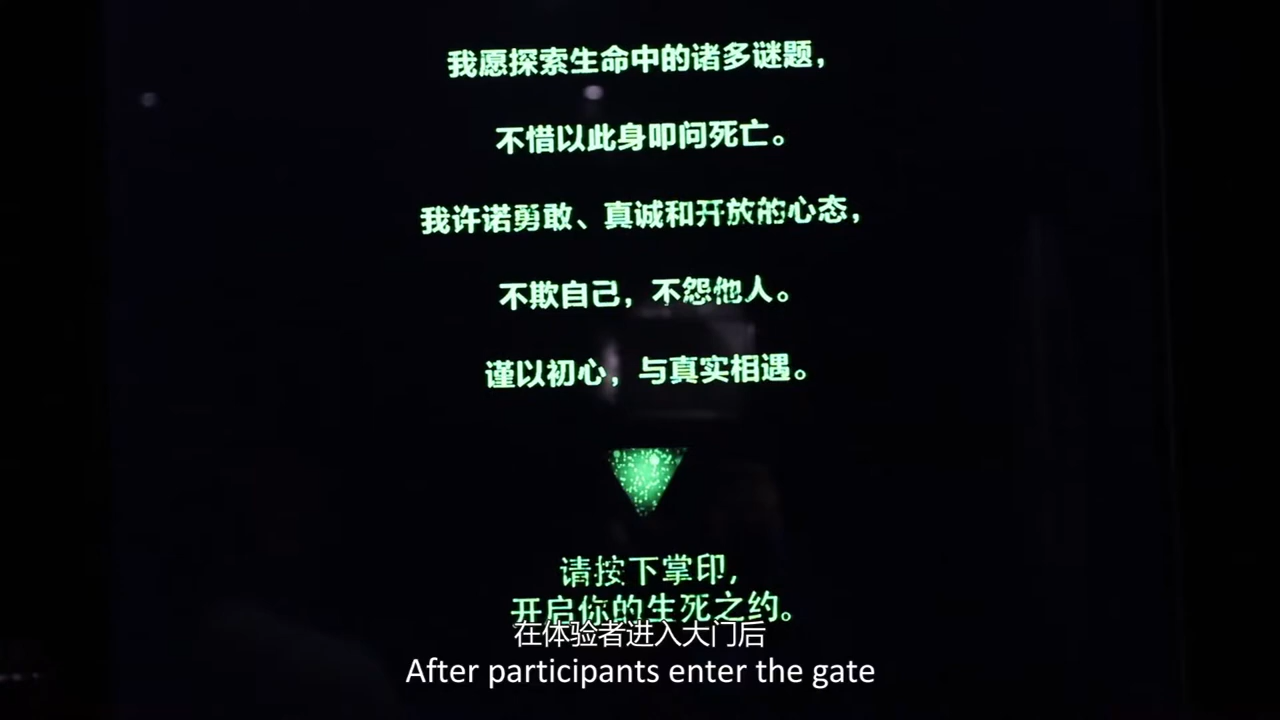 我愿探索生命中的诸多谜题，
不惜以此身叩问死亡。
我许诺勇敢、真诚和开放的心态，
不欺自己，不怨他人。
谨以初心，与真实相遇。
请按下掌印，
开启你的生死之约。
在体验者进入大门后
After participants enter the gate